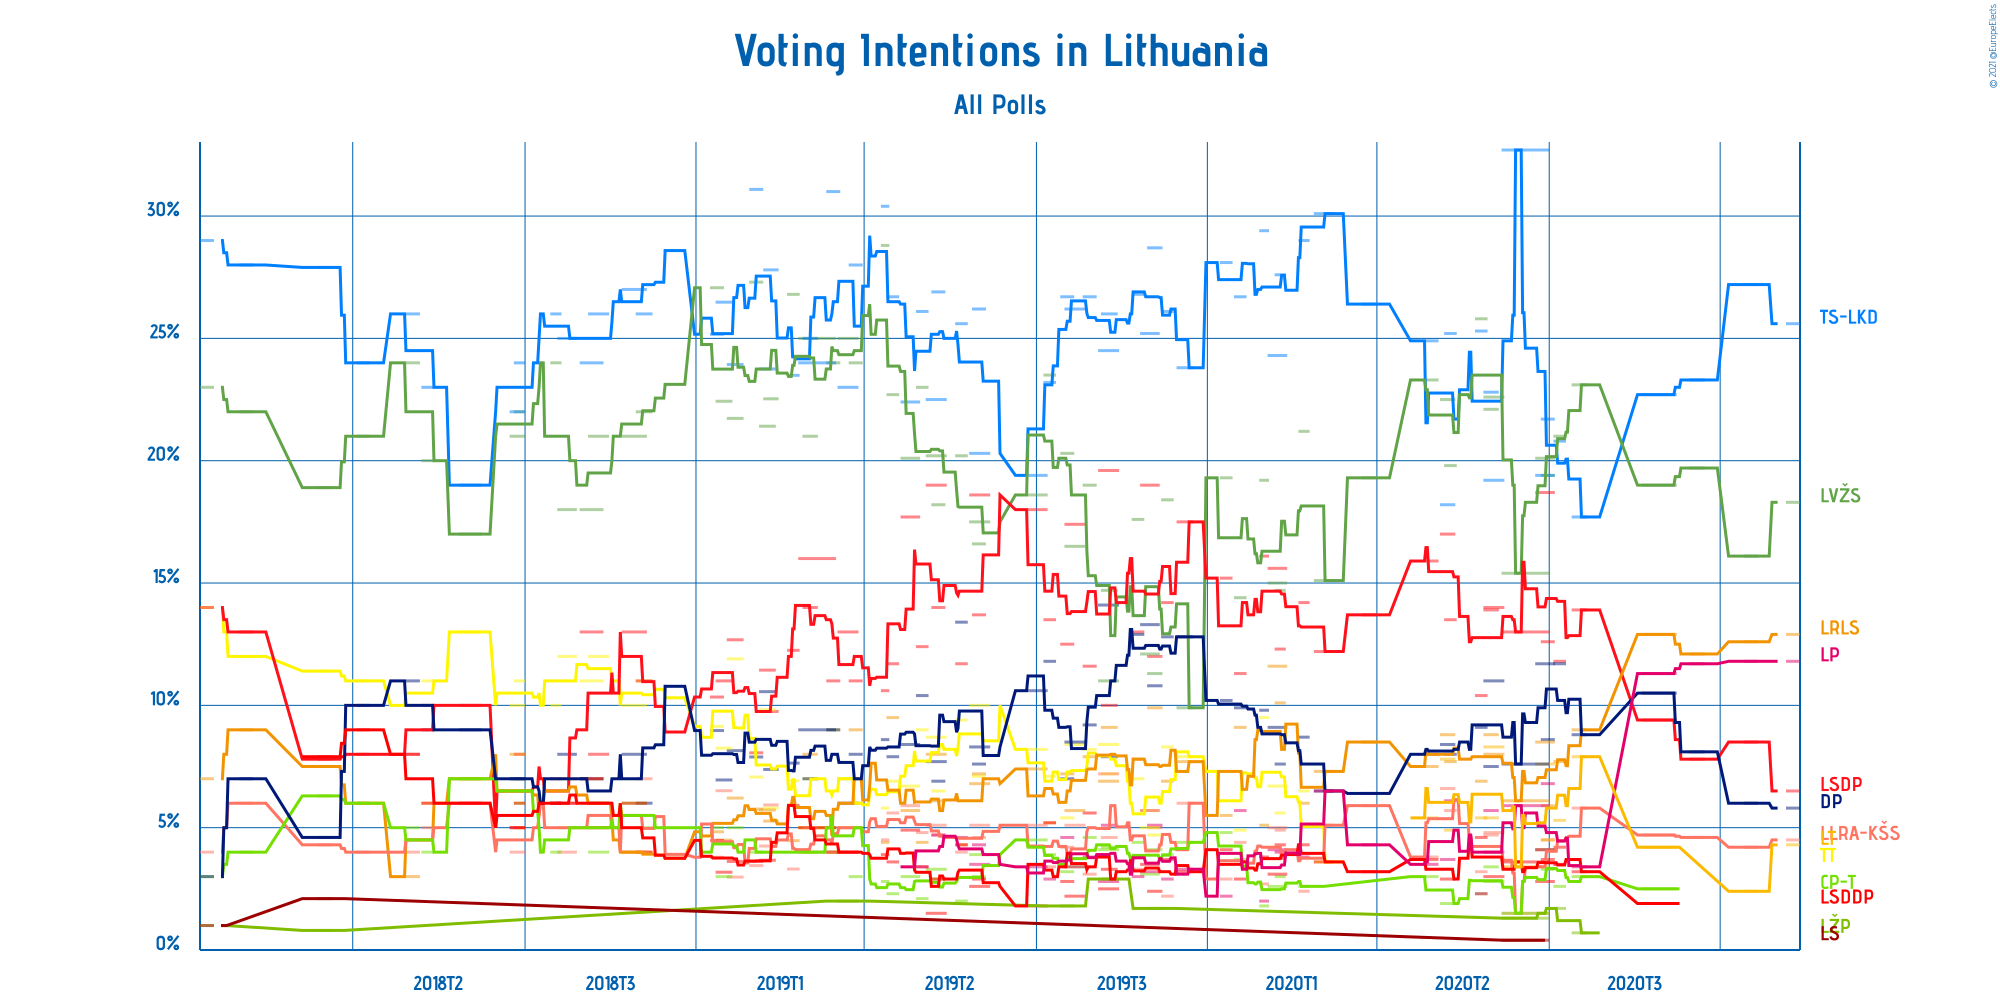 Voting Intentions in Lithuania
All Polls
© 2021 @EuropeElects
30%
25%
20%
15%
10%
5%
0%
TS-LKD
LVŽS
LRLS
LP
LSDP
DP
LLRA-KŠS
LT
TT
CP-T
LSDDP
LŽP
LS
2018T2
2018T3
2019T1
2019T2
2019T3
2020T1
2020T2
2020T3